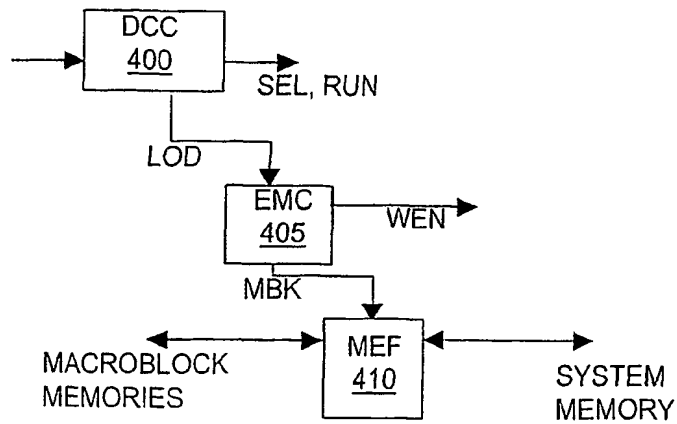 DCC
400
SEL, RUN
LOD
EMC
405
WEN
MBK
MEF
410
MACROBLOCK
MEMORIES
SYSTEM
MEMORY